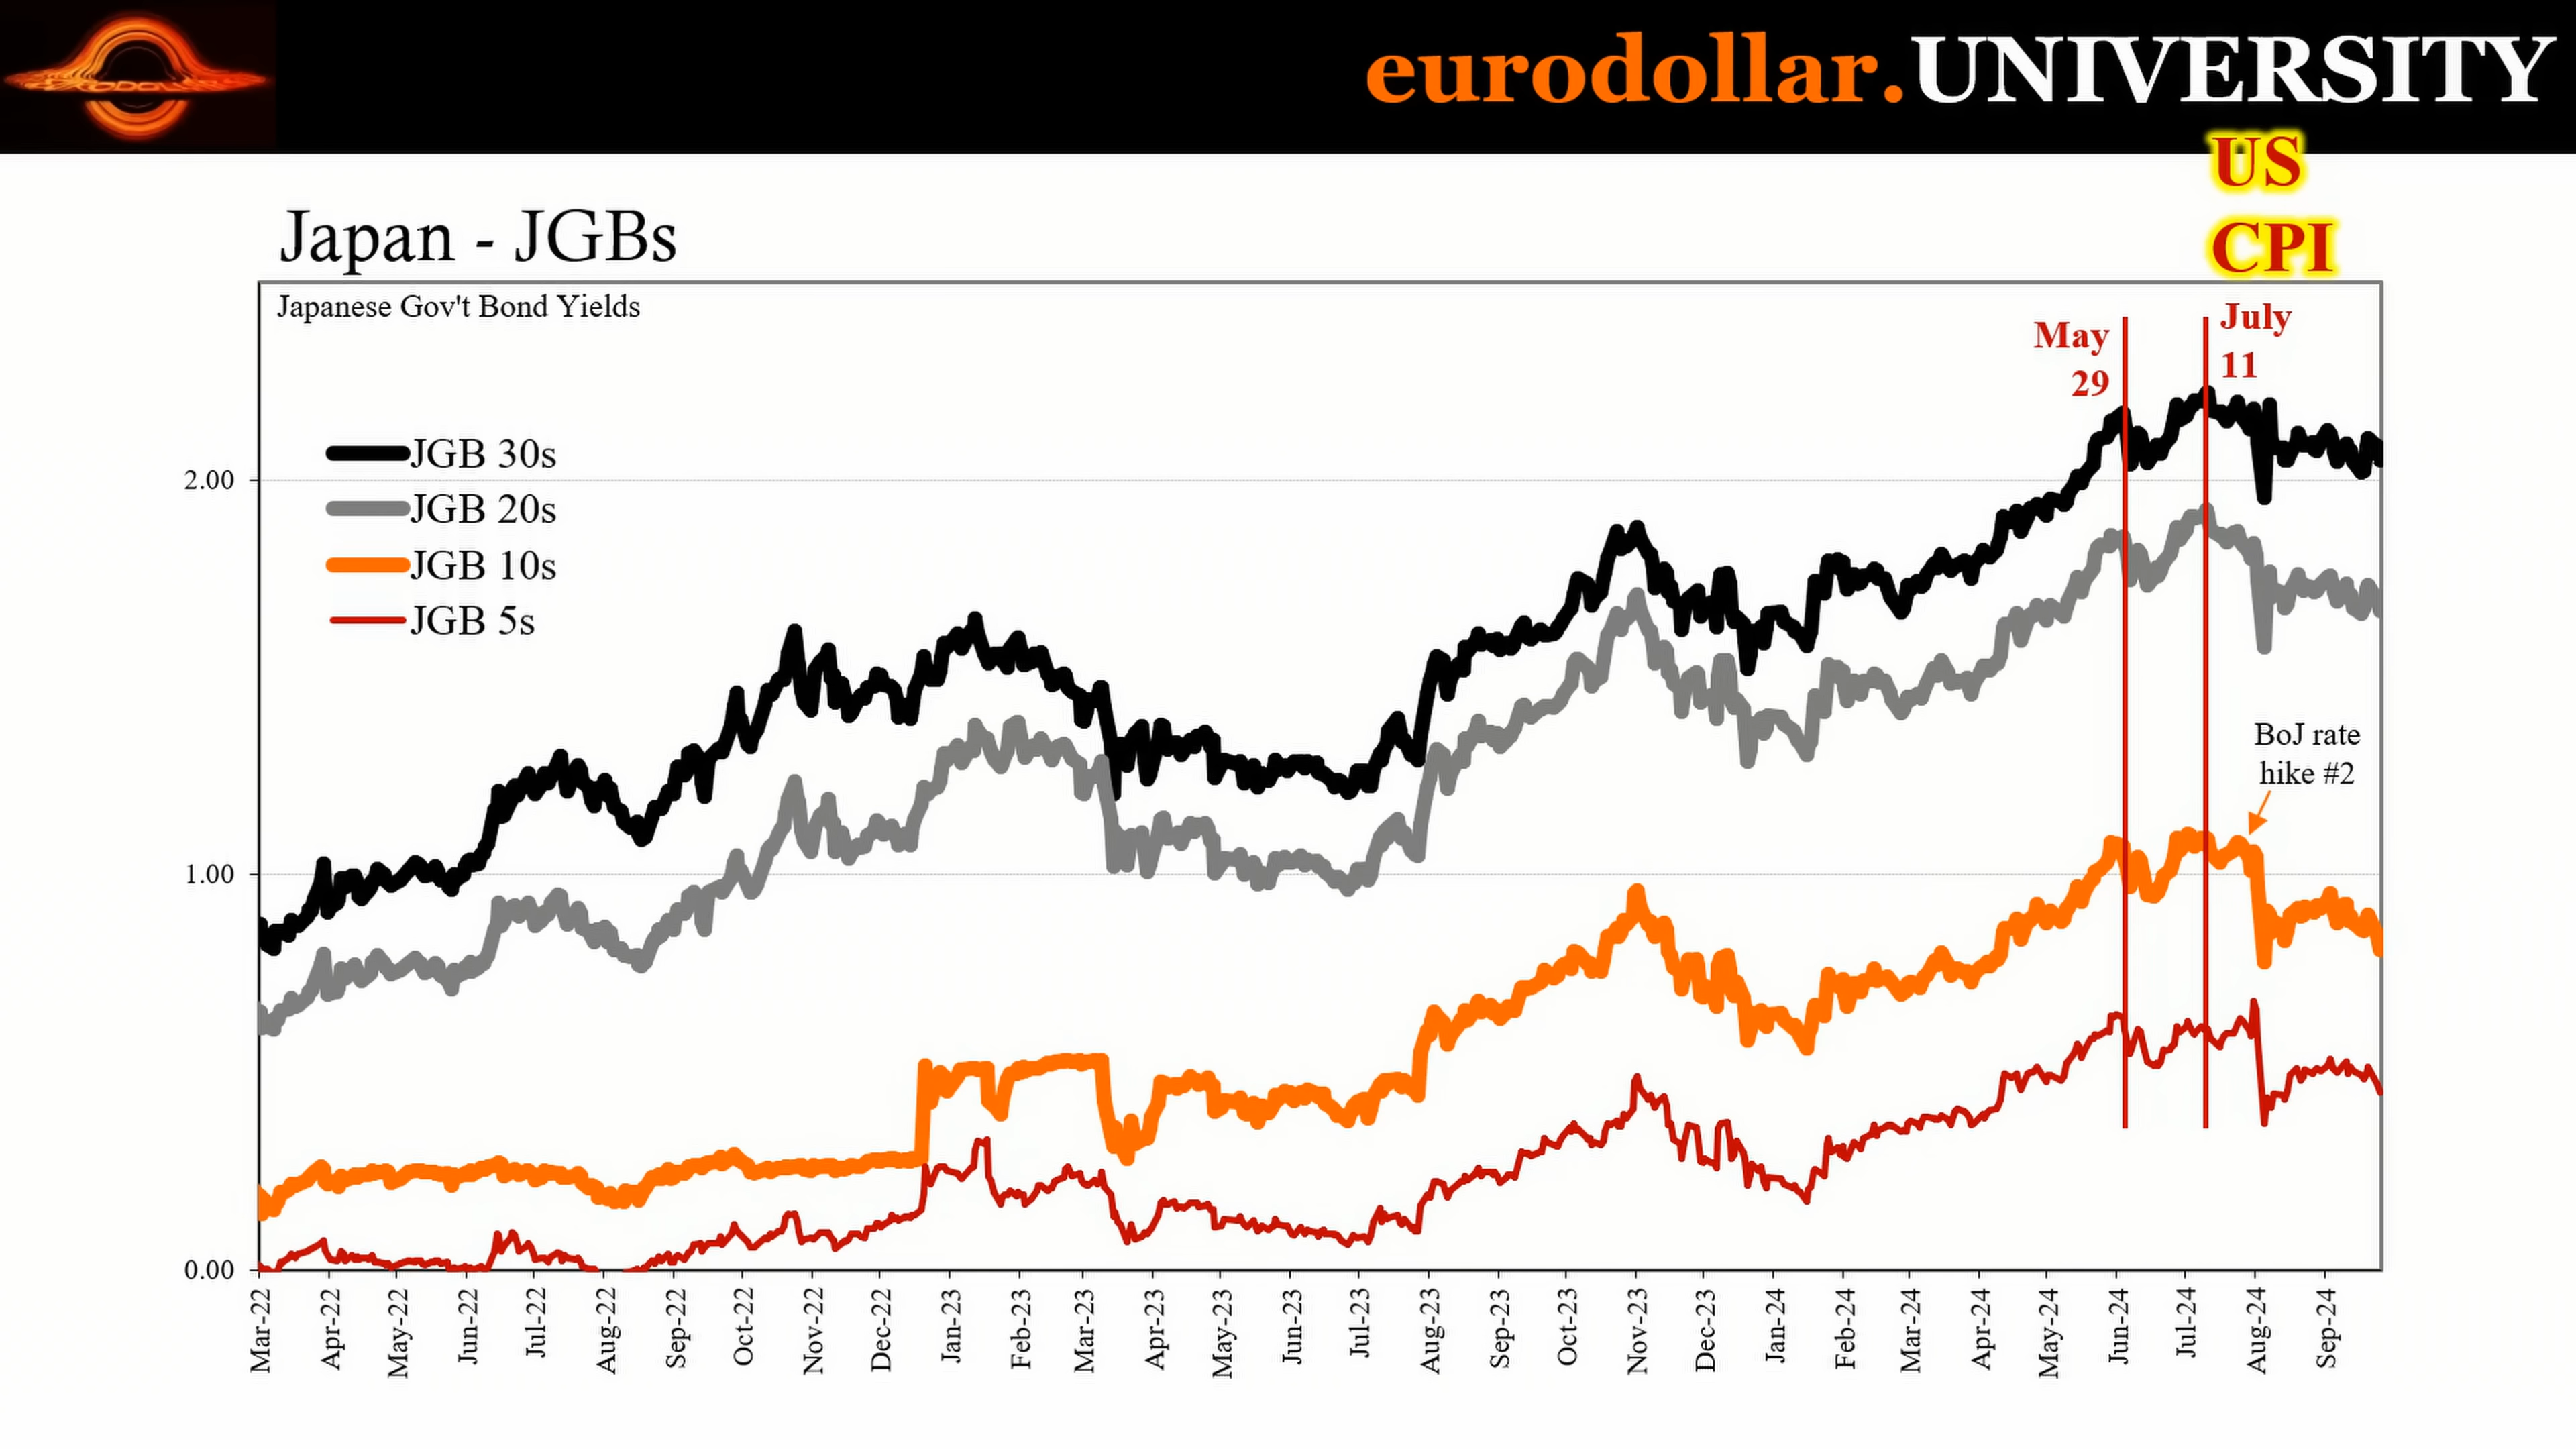 eurodollar.UNIVERSITY
US
CPI
Japan - JGBs
Japanese Gov't Bond Yields
May
29
July
11
JGB 30s
JGB 20s
JGB 10s
JGB 5s
BoJ rate
hike #2
2.00
1.00
0.00
Mar-22
Apr-22
May-22
Jun-22
Jul-22
Aug-22
Sep-22
Oct-22
Nov-22
Dec-22
Jan-23
Feb-23
Mar-23
Apr-23
May-23
Jun-23
Jul-23
Aug-23
Sep-23
Oct-23
Nov-23
Dec-23
Jan-24
Feb-24
Mar-24
Apr-24
May-24
Jun-24
Jul-24
Aug-24
Sep-24